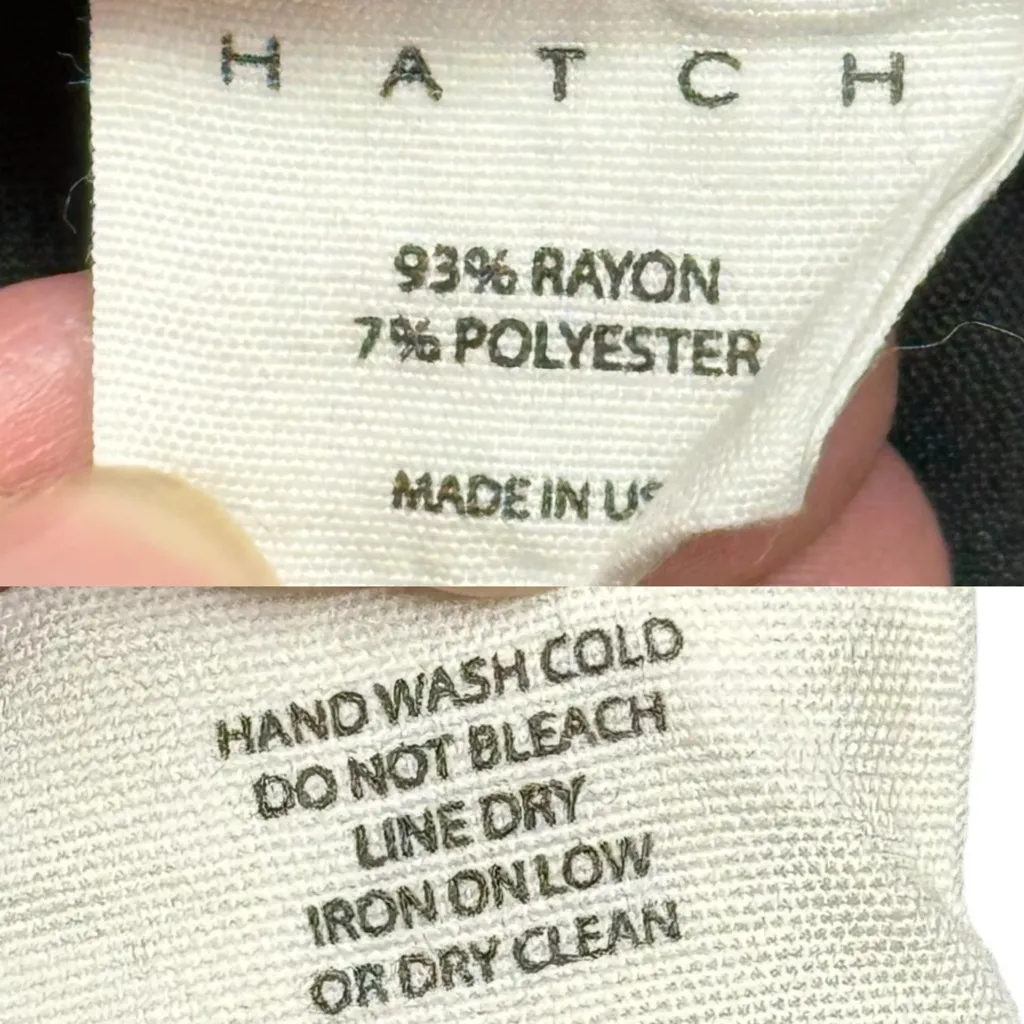 H A T C H
93% RAYON
7% POLYESTER
MADE IN US
HAND WASH COLD
DO NOT BLEACH
LINE DRY
IRON ON LOW
OR DRY CLEAN